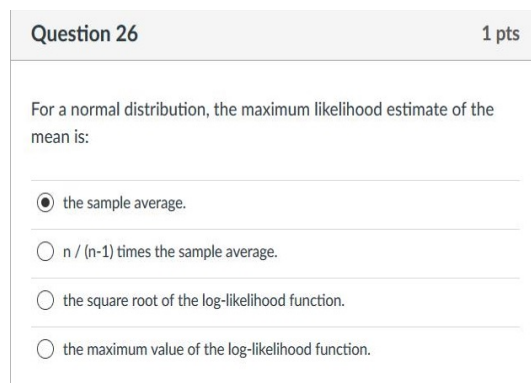 Question 26
1 pts
For a normal distribution, the maximum likelihood estimate of the
mean is:
the sample average.
n / (n-1) times the sample average.
the square root of the log-likelihood function.
the maximum value of the log-likelihood function.